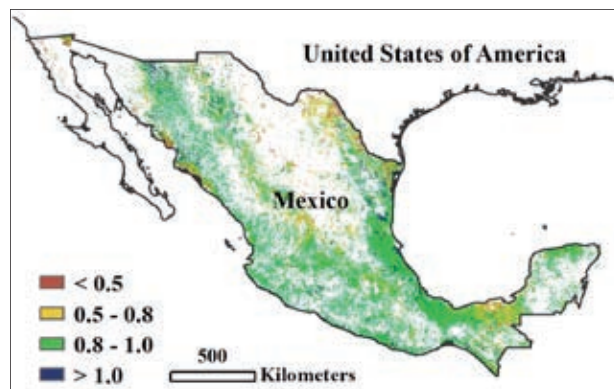 United States of America
Mexico
< 0.5
0.5 - 0.8
0.8 - 1.0
> 1.0
500
Kilometers